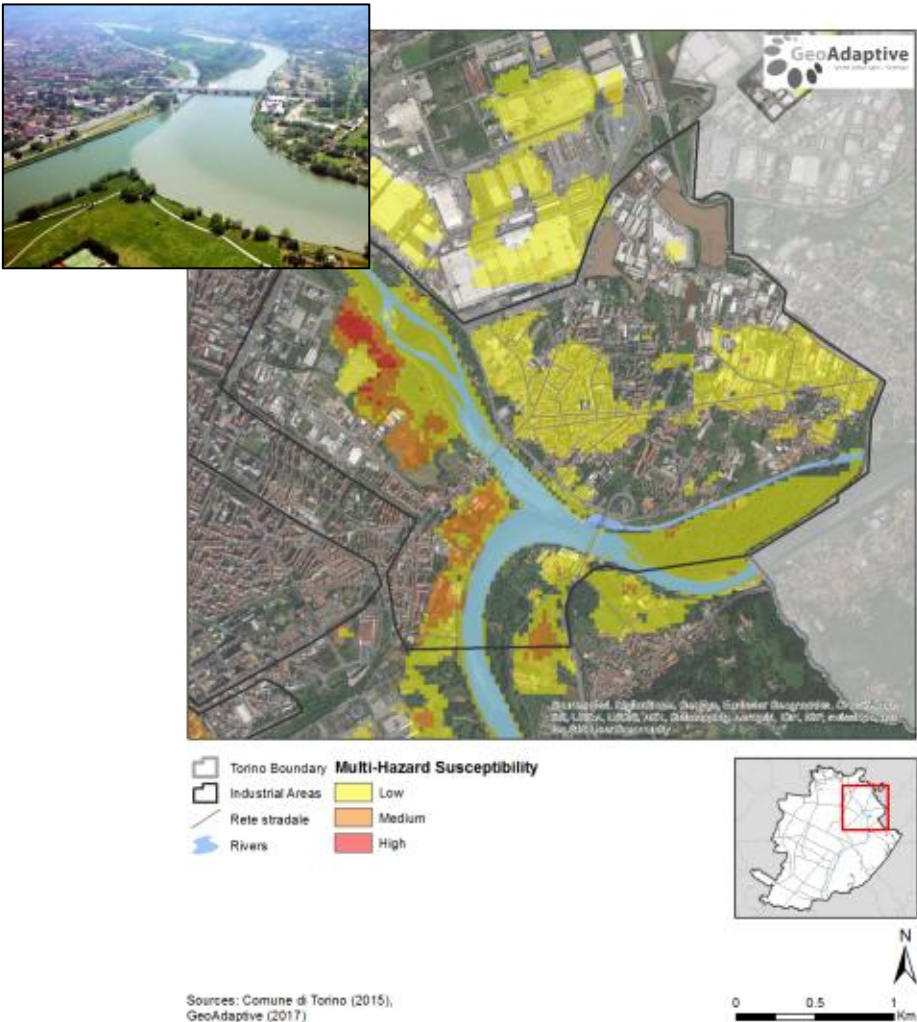 GeoAdaptive
Torino Boundary
Industrial Areas
Rete stradale
Rivers
Multi-Hazard Susceptibility
Low
Medium
High
N
0 0.5 1
Km
Sources: Comune di Torino (2015),
GeoAdaptive (2017)